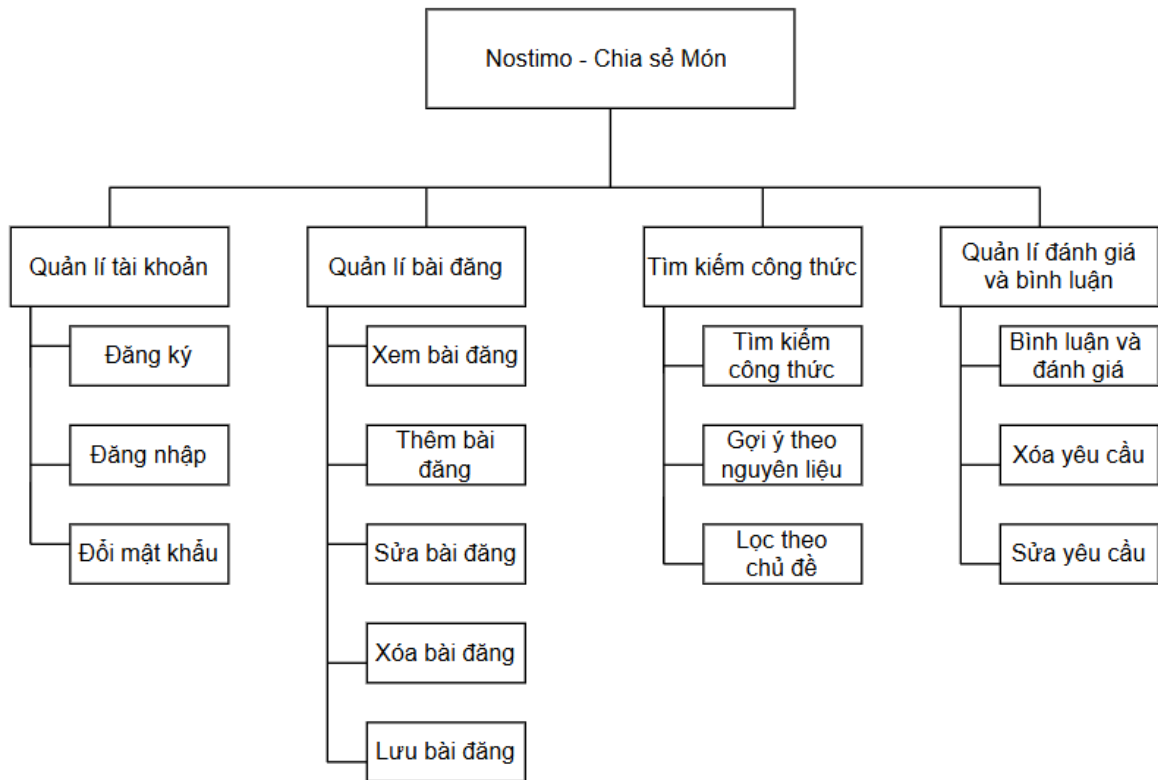 Nostimo - Chia sẻ Món
Quản lí tài khoản
Đăng ký
Đăng nhập
Đổi mật khẩu
Quản lí bài đăng
Xem bài đăng
Thêm bài
đăng
Sửa bài đăng
Xóa bài đăng
Lưu bài đăng
Tìm kiếm công thức
Tìm kiếm
công thức
Gợi ý theo
nguyên liệu
Lọc theo
chủ đề
Quản lí đánh giá
và bình luận
Bình luận và
đánh giá
Xóa yêu cầu
Sửa yêu cầu